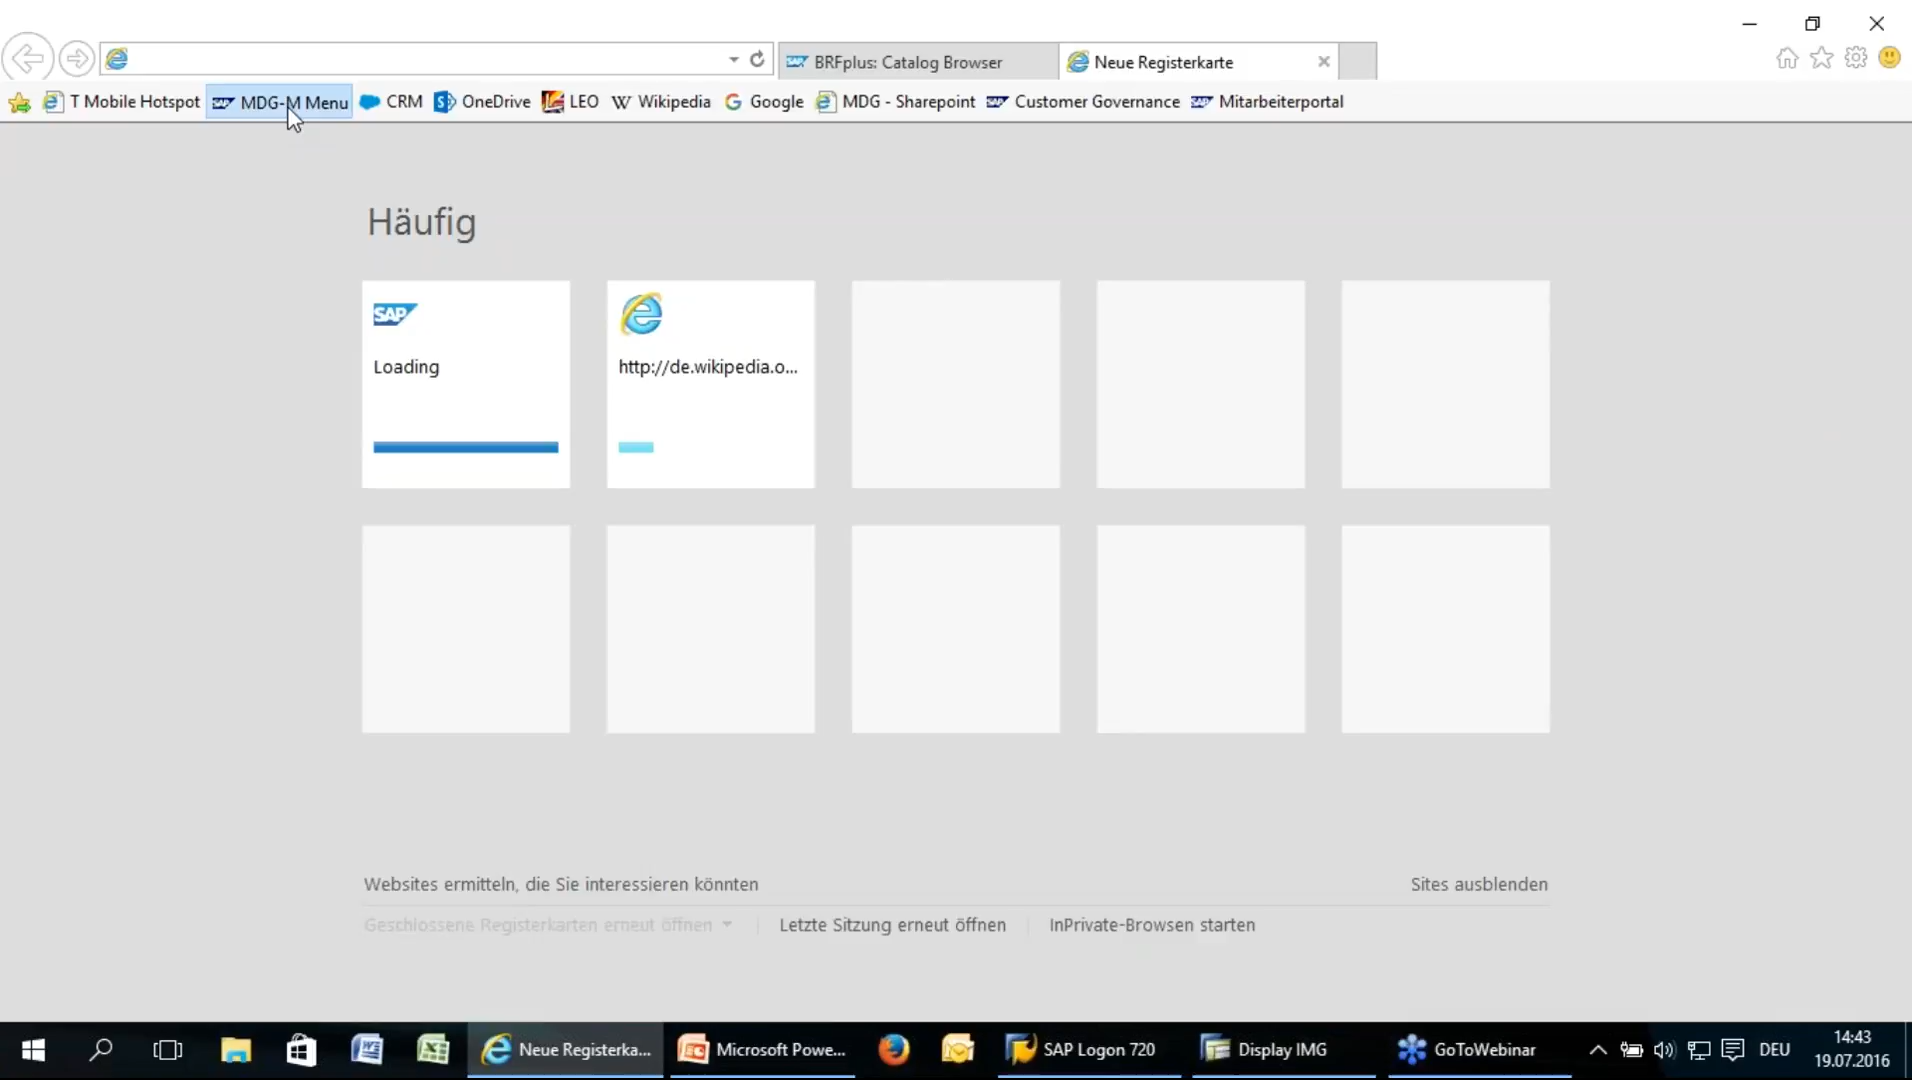 BRFplus: Catalog Browser
Neue Registerkarte
T Mobile Hotspot
MDG-M Menu
CRM
OneDrive
LEO
Wikipedia
Google
MDG - Sharepoint
Customer Governance
Mitarbeiterportal
Häufig
SAP
Loading
http://de.wikipedia.o...
Websites ermitteln, die Sie interessieren könnten
Sites ausblenden
Geschlossene Registerkarten erneut öffnen
Letzte Sitzung erneut öffnen
InPrivate-Browsen starten
Neue Registerka...
Microsoft Powe...
SAP Logon 720
Display IMG
GoToWebinar
DEU
14:43
19.07.2016